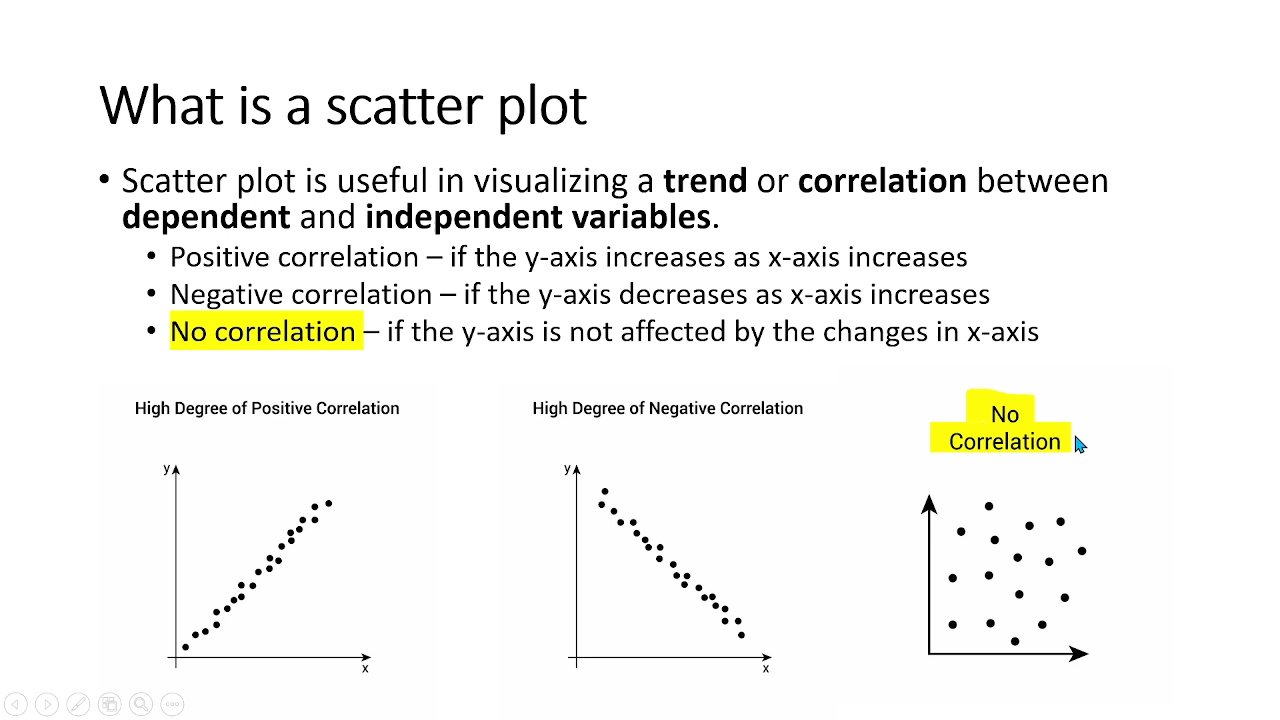 What is a scatter plot
• Scatter plot is useful in visualizing a trend or correlation between
dependent and independent variables.
• Positive correlation – if the y-axis increases as x-axis increases
• Negative correlation – if the y-axis decreases as x-axis increases
• No correlation – if the y-axis is not affected by the changes in x-axis
High Degree of Positive Correlation
y
x
High Degree of Negative Correlation
y
x
No
Correlation